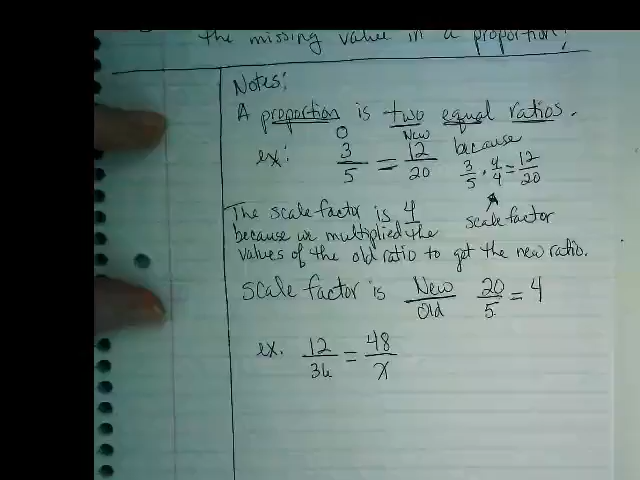 the missing value in a proportion?
Notes:
A proportion is two equal ratios.
O New because
ex: 3/5 = 12/20 3/5 · 4/4 = 12/20
The scale factor is 4 scale factor
because we multiplied the
values of the old ratio to get the new ratio.
Scale factor is New/Old 20/5 = 4
ex. 12/36 = 48/x